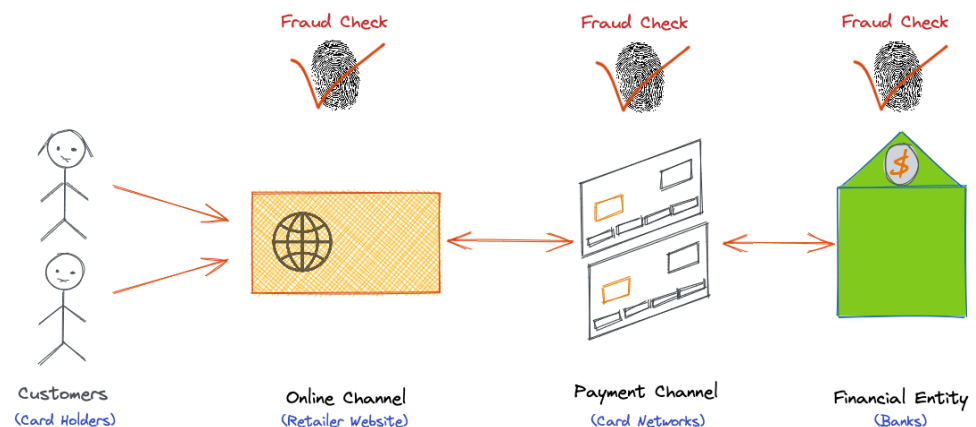 Fraud Check
Fraud Check
Fraud Check
$
Customers
(Card Holders)
Online Channel
(Retailer Website)
Payment Channel
(Card Networks)
Financial Entity
(Banks)